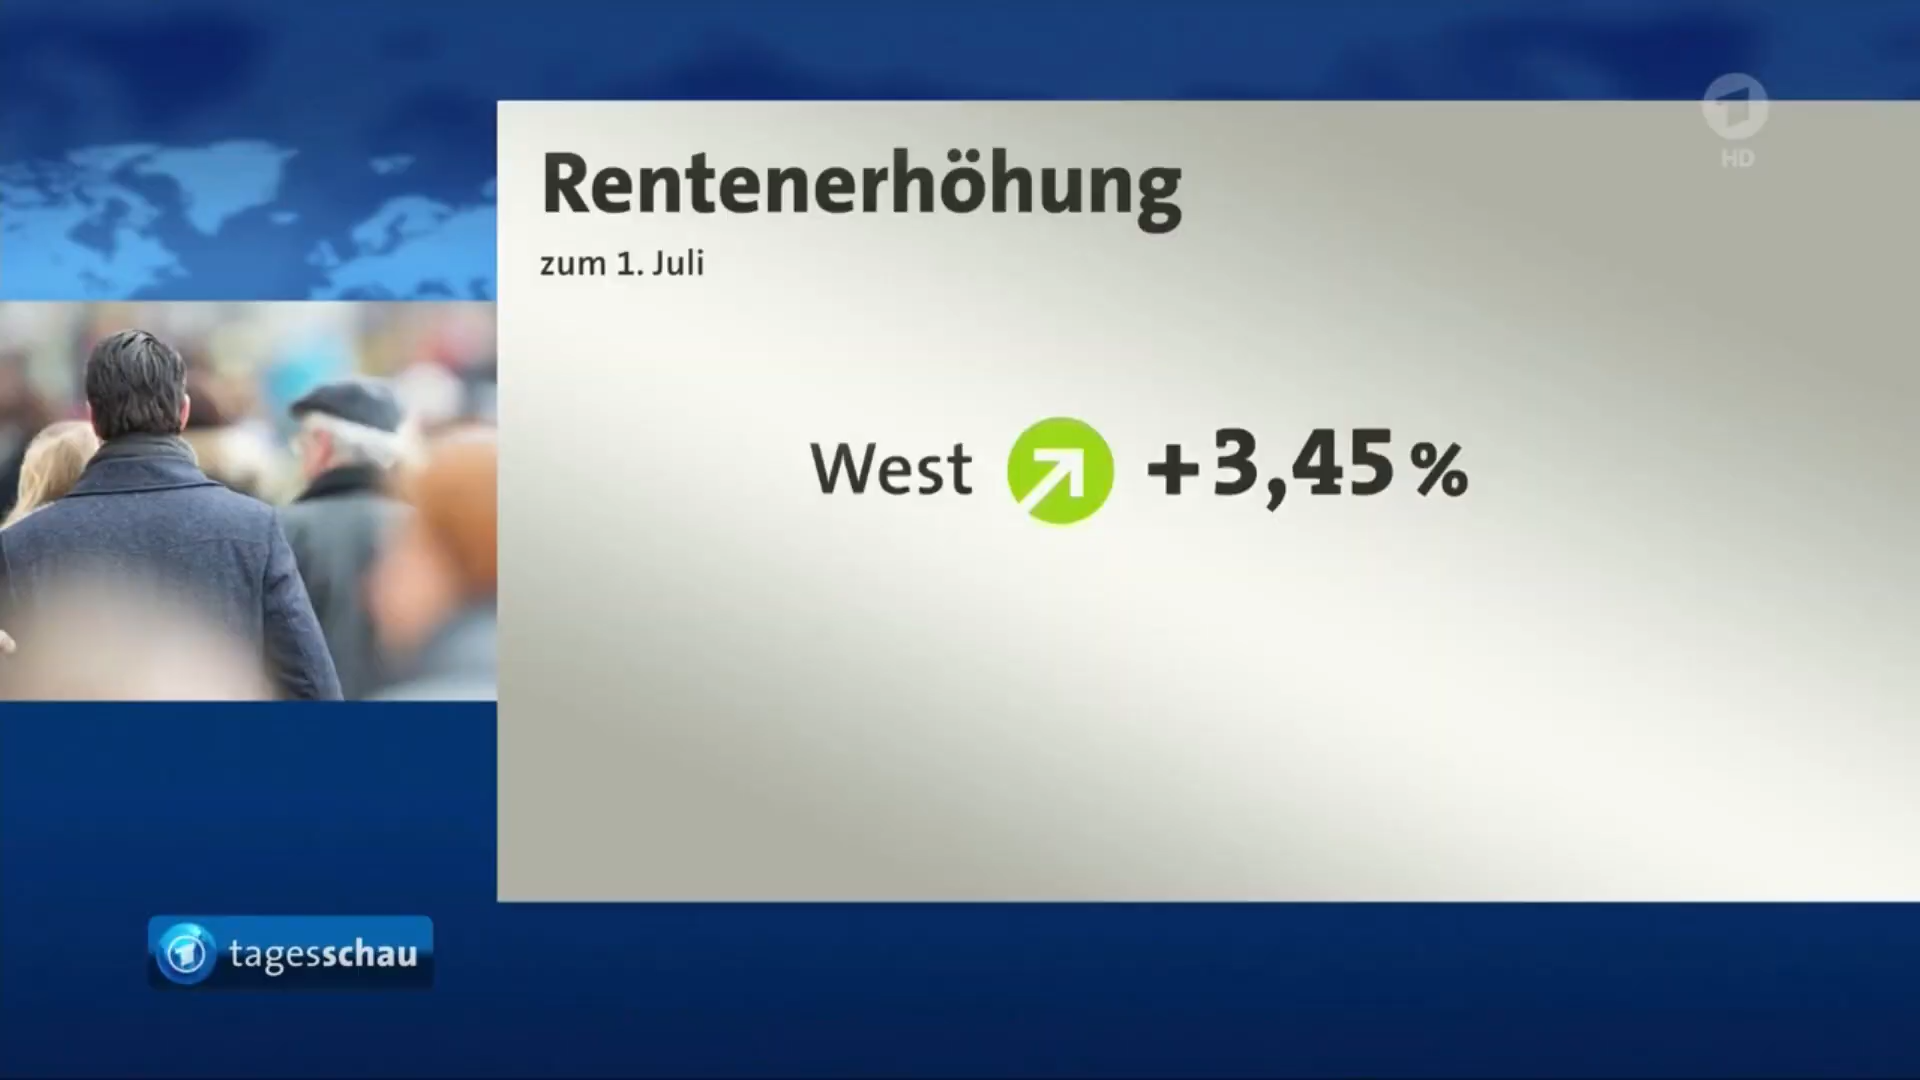 Rentenerhöhung
zum 1. Juli
West +3,45 %
HD
tagesschau